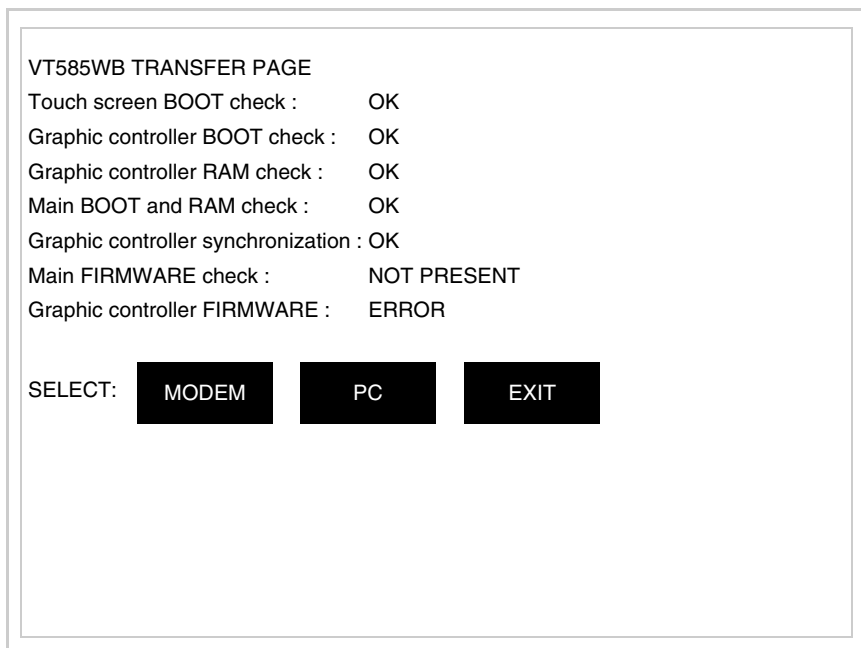 VT585WB TRANSFER PAGE
Touch screen BOOT check : OK
Graphic controller BOOT check : OK
Graphic controller RAM check : OK
Main BOOT and RAM check : OK
Graphic controller synchronization : OK
Main FIRMWARE check : NOT PRESENT
Graphic controller FIRMWARE : ERROR
SELECT: MODEM PC EXIT